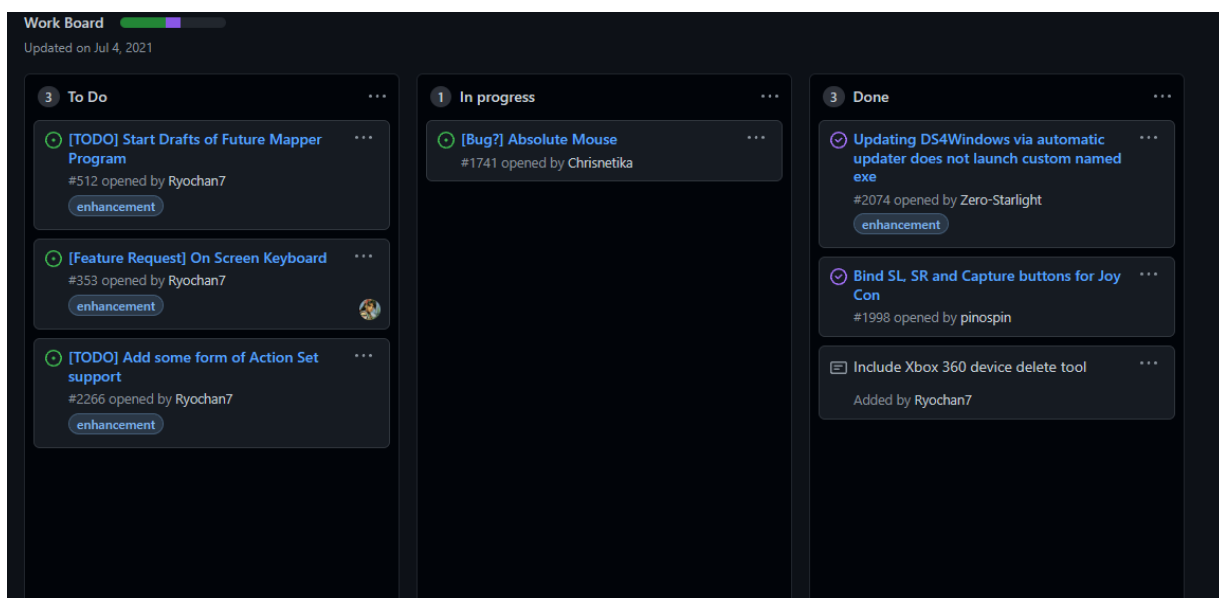 Work Board
Updated on Jul 4, 2021
3 To Do ...
[TODO] Start Drafts of Future Mapper ...
Program
#512 opened by Ryochan7
enhancement
[Feature Request] On Screen Keyboard ...
#353 opened by Ryochan7
enhancement
[TODO] Add some form of Action Set ...
support
#2266 opened by Ryochan7
enhancement
1 In progress ...
[Bug?] Absolute Mouse ...
#1741 opened by Chrisnetika
3 Done ...
Updating DS4Windows via automatic ...
updater does not launch custom named
exe
#2074 opened by Zero-Starlight
enhancement
Bind SL, SR and Capture buttons for Joy ...
Con
#1998 opened by pinospin
Include Xbox 360 device delete tool ...
Added by Ryochan7